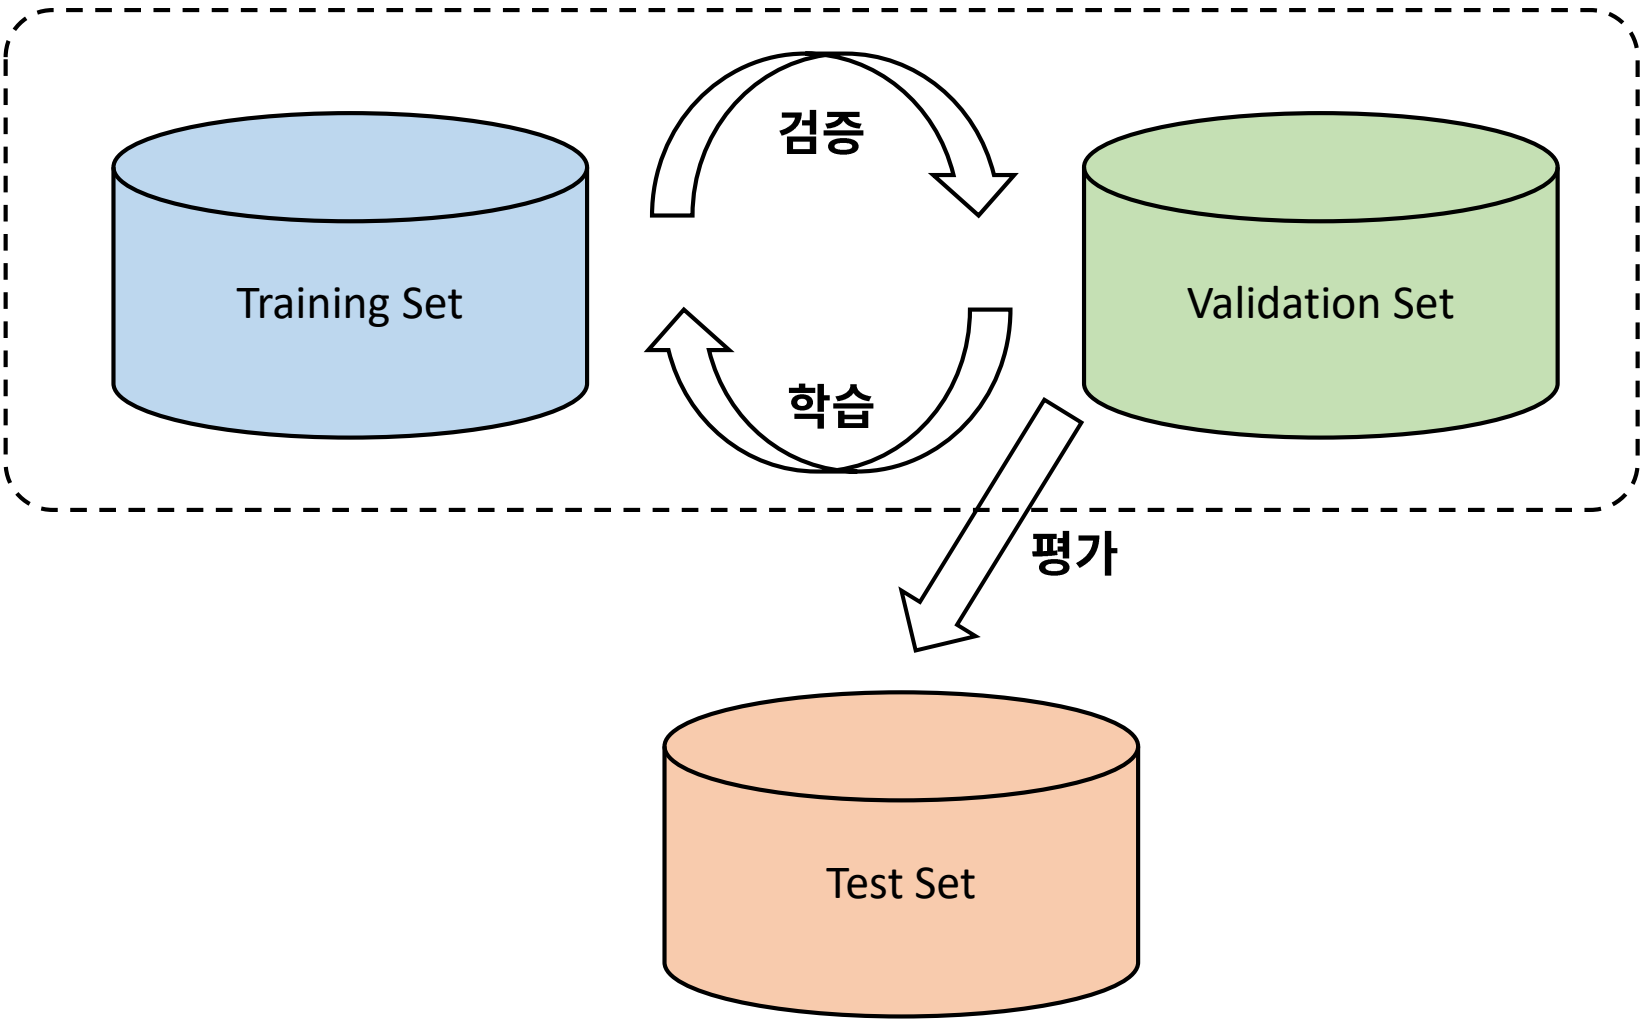 검증
Training Set
Validation Set
학습
평가
Test Set